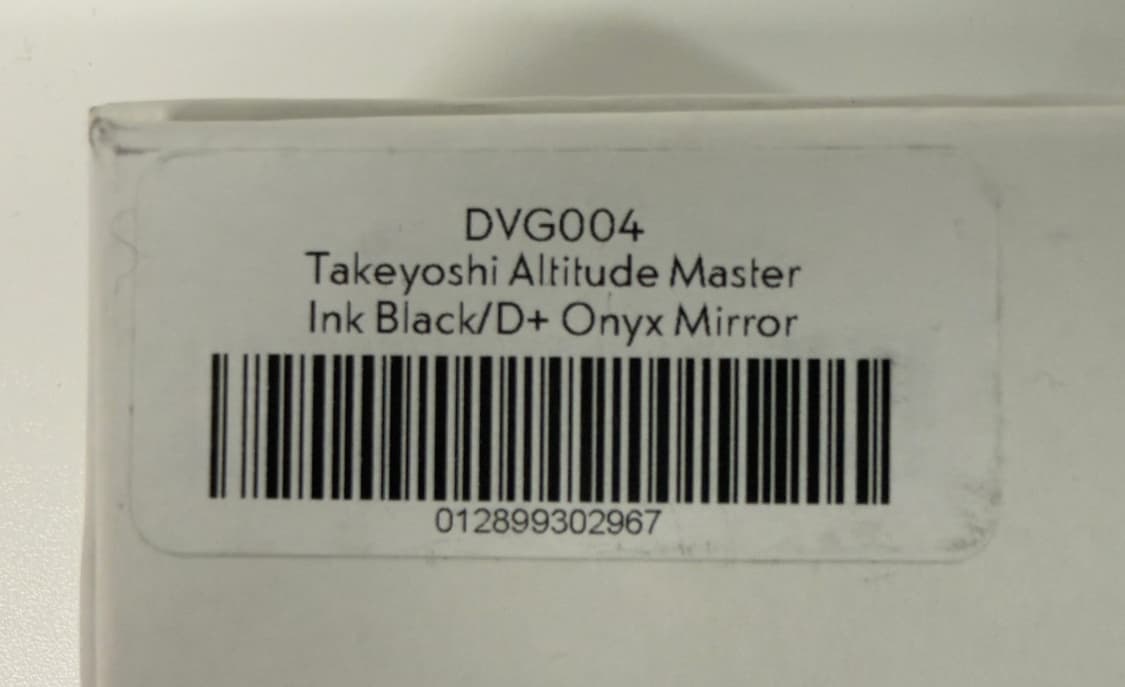 DVG004
Takeyoshi Altitude Master
Ink Black/D+ Onyx Mirror
012899302967